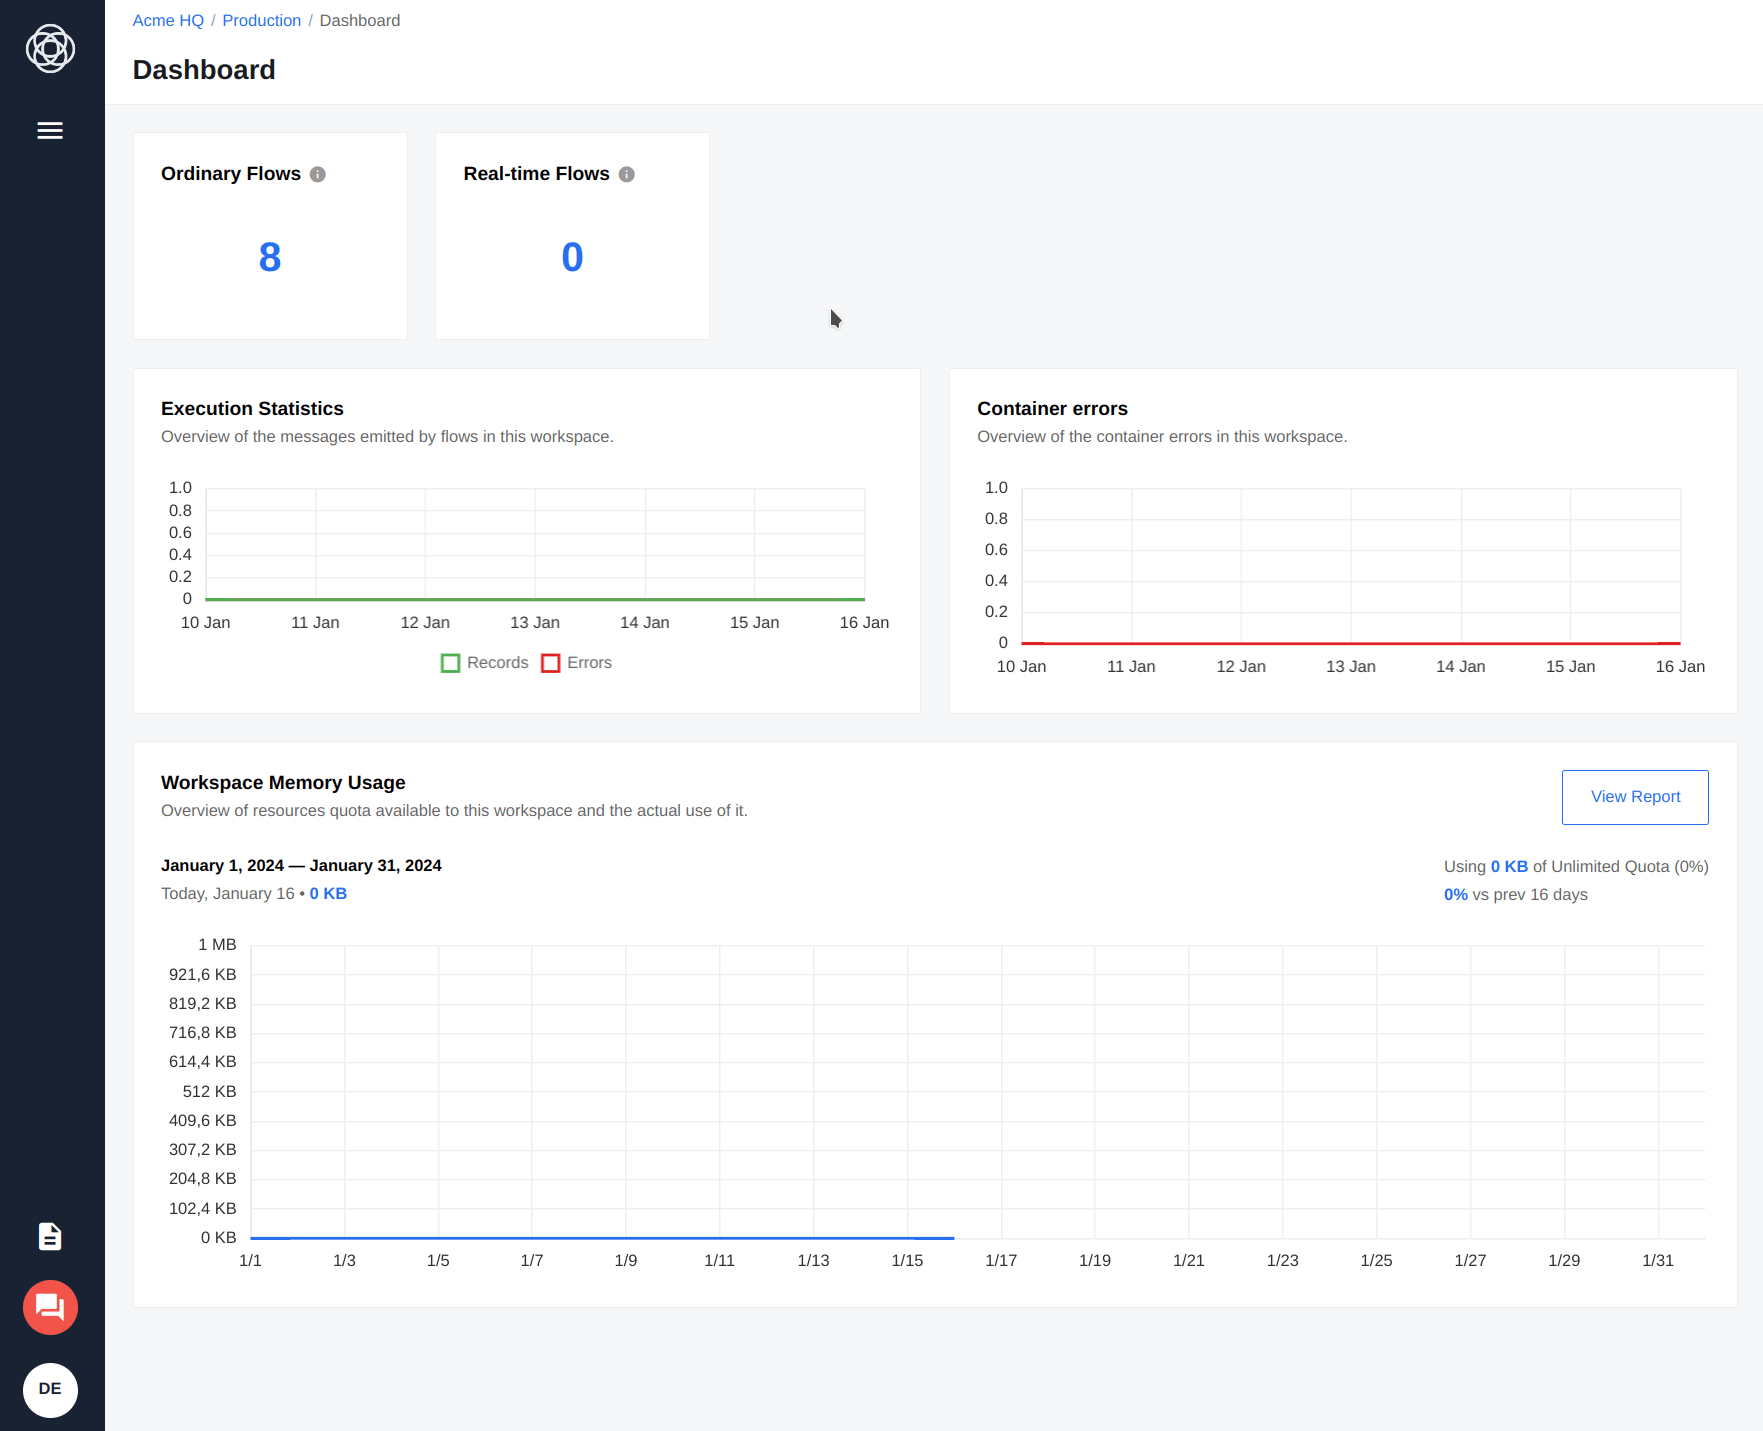 Acme HQ / Production / Dashboard
Dashboard
Ordinary Flows
8
Real-time Flows
0
Execution Statistics
Overview of the messages emitted by flows in this workspace.
1.0
0.8
0.6
0.4
0.2
0
10 Jan 11 Jan 12 Jan 13 Jan 14 Jan 15 Jan 16 Jan
Records Errors
Container errors
Overview of the container errors in this workspace.
1.0
0.8
0.6
0.4
0.2
0
10 Jan 11 Jan 12 Jan 13 Jan 14 Jan 15 Jan 16 Jan
Workspace Memory Usage
Overview of resources quota available to this workspace and the actual use of it.
View Report
January 1, 2024 — January 31, 2024
Today, January 16 • 0 KB
Using 0 KB of Unlimited Quota (0%)
0% vs prev 16 days
1 MB
921,6 KB
819,2 KB
716,8 KB
614,4 KB
512 KB
409,6 KB
307,2 KB
204,8 KB
102,4 KB
0 KB
1/1 1/3 1/5 1/7 1/9 1/11 1/13 1/15 1/17 1/19 1/21 1/23 1/25 1/27 1/29 1/31
DE